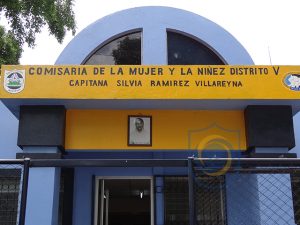 COMISARIA DE LA MUJER Y LA NIÑEZ DISTRITO V
CAPITANA SILVIA RAMIREZ VILLAREYNA